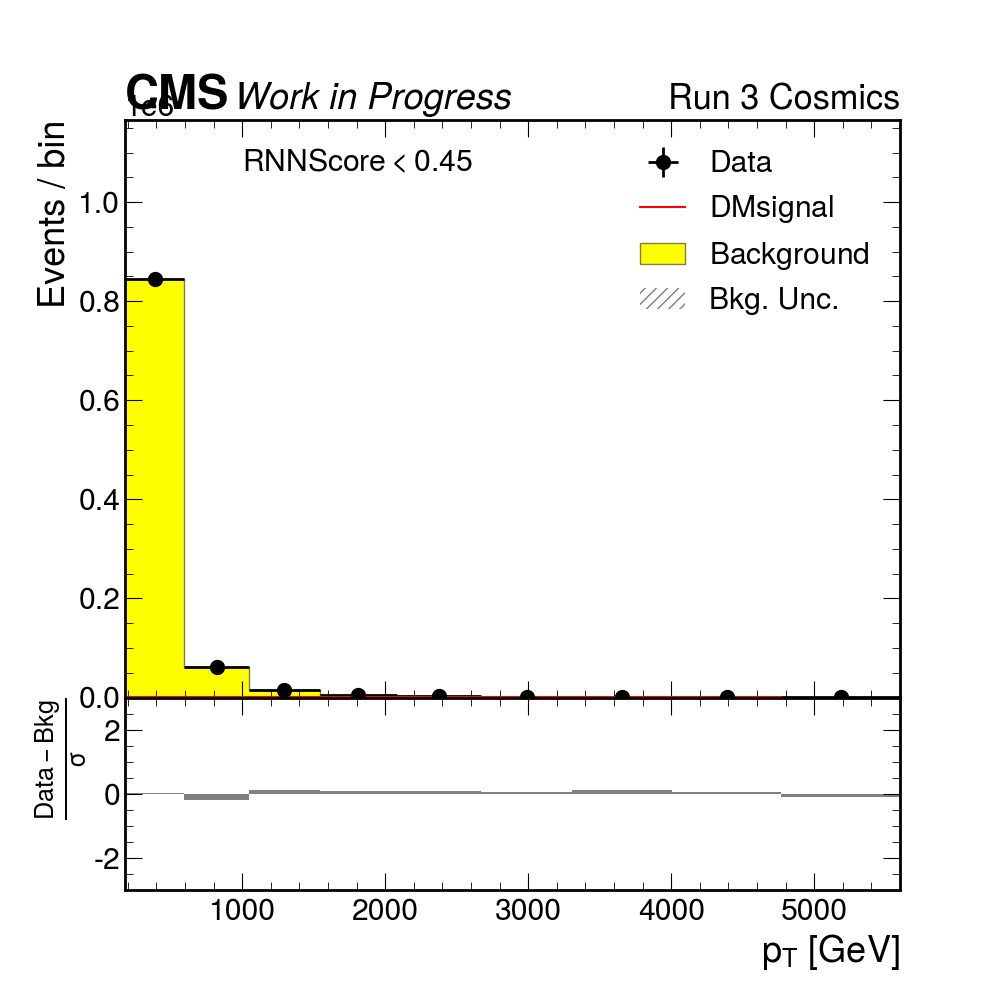 CMS Work in Progress
Run 3 Cosmics
1e6
Events / bin
RNNScore < 0.45
Data
DMsignal
Background
Bkg. Unc.
1.0
0.8
0.6
0.4
0.2
0.0
Data – Bkg
σ
2
0
-2
1000 2000 3000 4000 5000
pT [GeV]